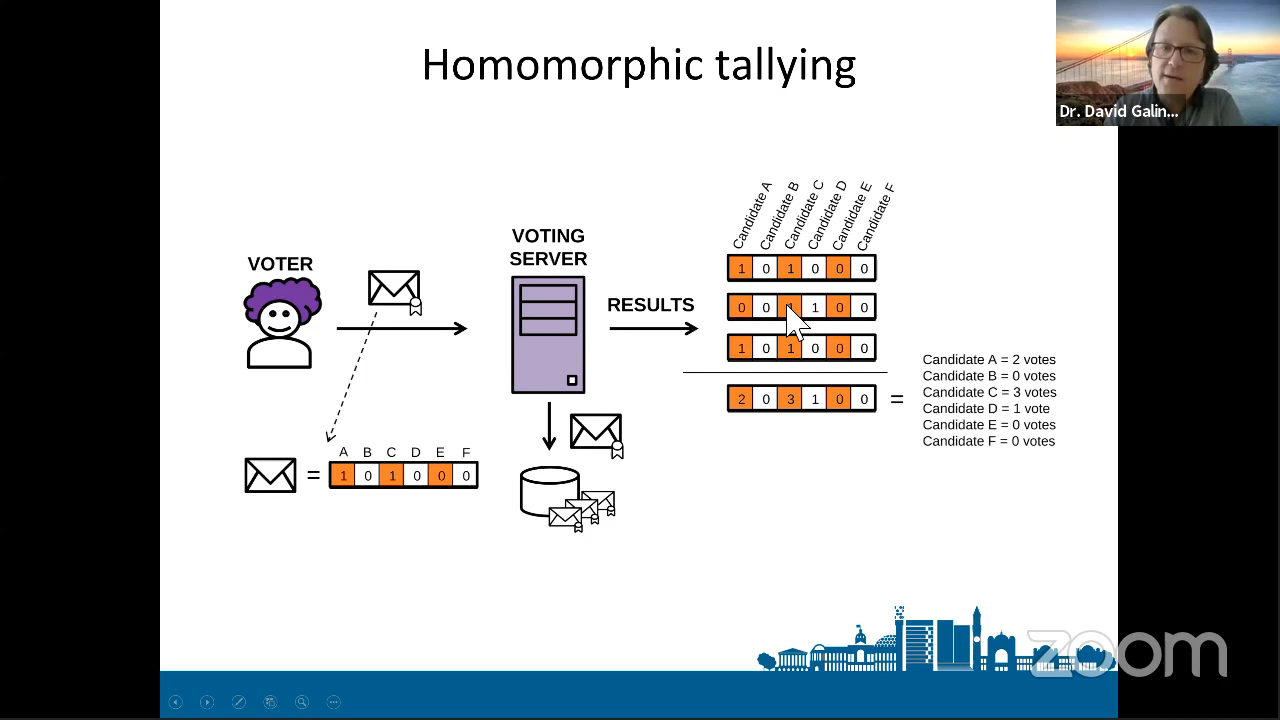 Homomorphic tallying
Dr. David Galin...
VOTER
VOTING
SERVER
RESULTS
Candidate A
Candidate B
Candidate C
Candidate D
Candidate E
Candidate F
1 0 1 0 0 0
0 0 1 1 0 0
1 0 1 0 0 0
2 0 3 1 0 0 =
Candidate A = 2 votes
Candidate B = 0 votes
Candidate C = 3 votes
Candidate D = 1 vote
Candidate E = 0 votes
Candidate F = 0 votes
A B C D E F
= 1 0 1 0 0 0
zoom